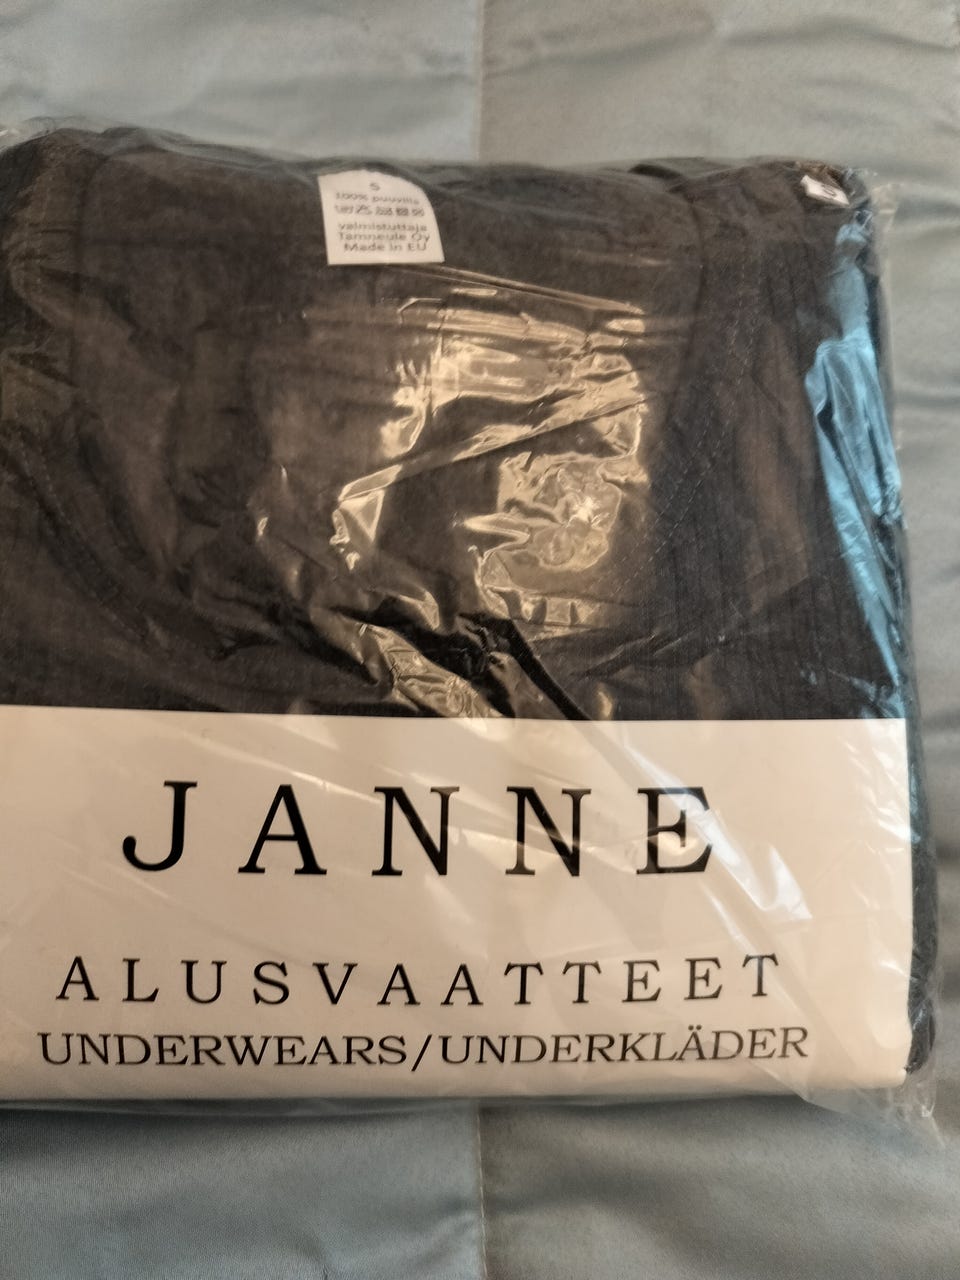 S
100% puuvilla
valmistuttaja
Tamneule Oy
Made in EU
JANNE
ALUSVAATTEET
UNDERWEARS/UNDERKLÄDER